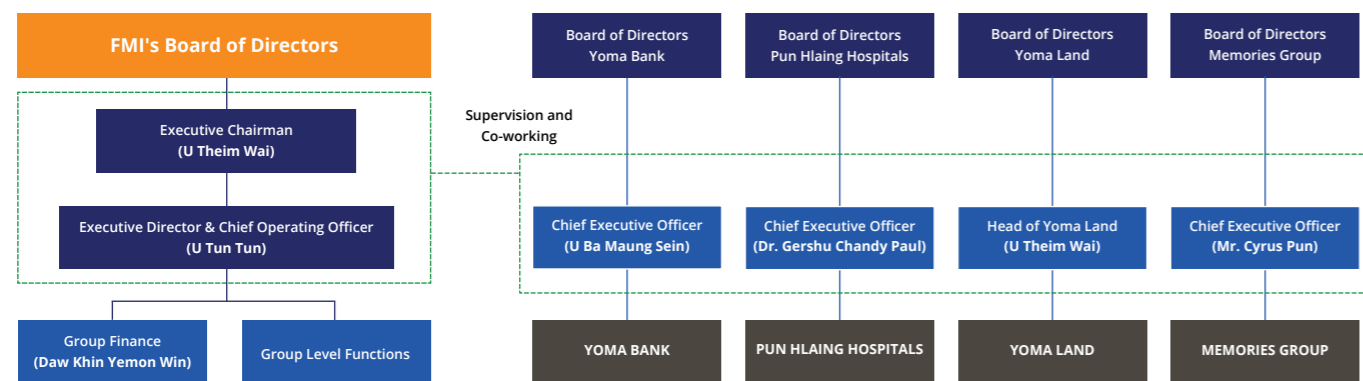 FMI's Board of Directors
Executive Chairman
(U Theim Wai)
Executive Director & Chief Operating Officer
(U Tun Tun)
Group Finance
(Daw Khin Yemon Win)
Group Level Functions
Supervision and
Co-working
Board of Directors
Yoma Bank
Board of Directors
Pun Hlaing Hospitals
Board of Directors
Yoma Land
Board of Directors
Memories Group
Chief Executive Officer
(U Ba Maung Sein)
Chief Executive Officer
(Dr. Gershu Chandy Paul)
Head of Yoma Land
(U Theim Wai)
Chief Executive Officer
(Mr. Cyrus Pun)
YOMA BANK
PUN HLAING HOSPITALS
YOMA LAND
MEMORIES GROUP